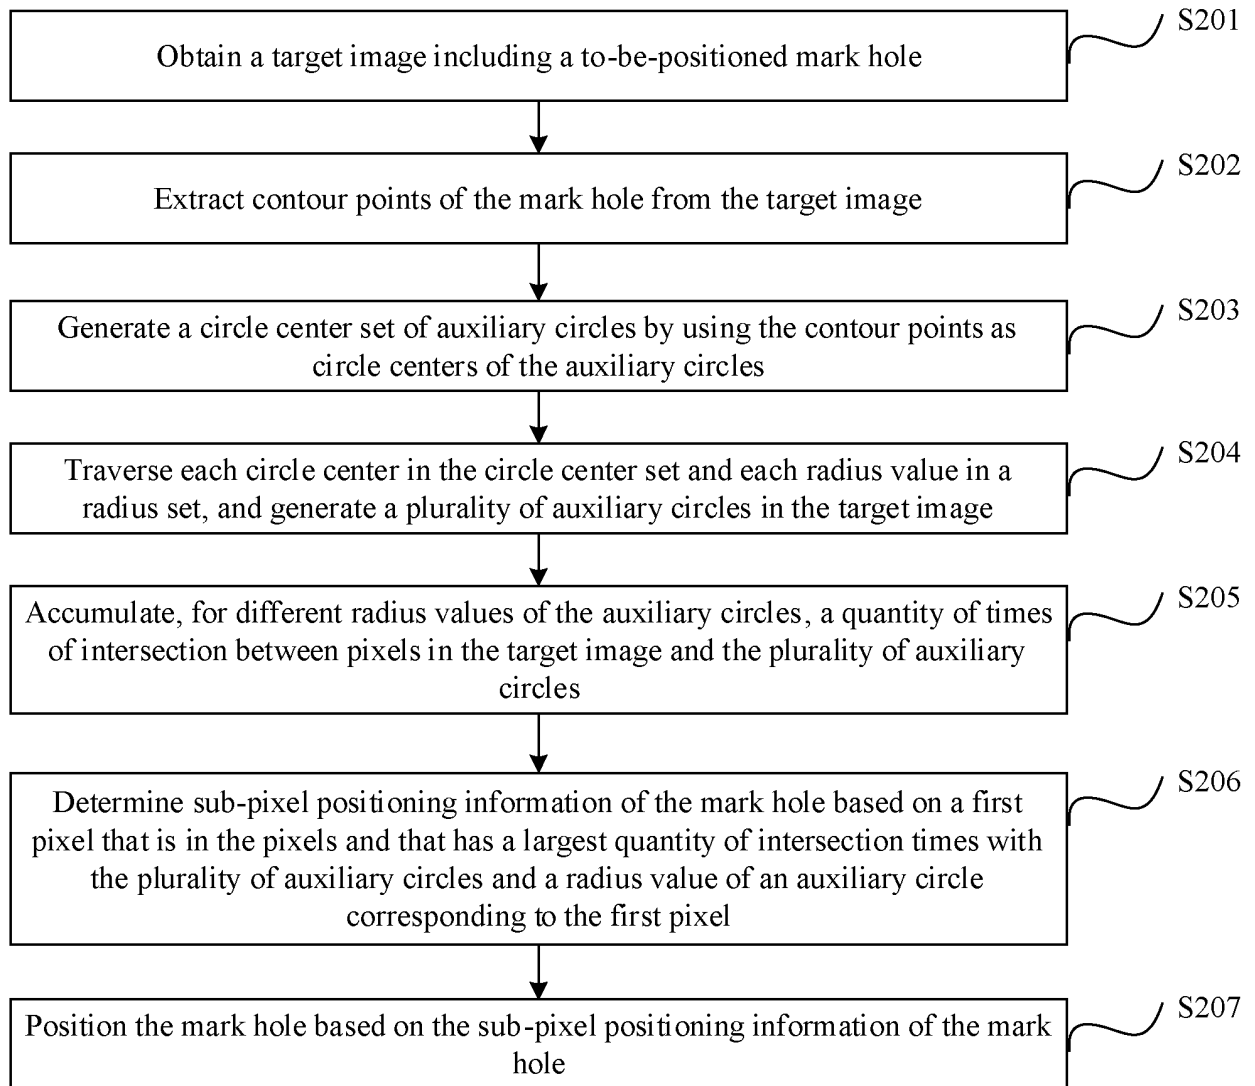 S201
Obtain a target image including a to-be-positioned mark hole
S202
Extract contour points of the mark hole from the target image
S203
Generate a circle center set of auxiliary circles by using the contour points as
circle centers of the auxiliary circles
S204
Traverse each circle center in the circle center set and each radius value in a
radius set, and generate a plurality of auxiliary circles in the target image
S205
Accumulate, for different radius values of the auxiliary circles, a quantity of times
of intersection between pixels in the target image and the plurality of auxiliary
circles
S206
Determine sub-pixel positioning information of the mark hole based on a first
pixel that is in the pixels and that has a largest quantity of intersection times with
the plurality of auxiliary circles and a radius value of an auxiliary circle
corresponding to the first pixel
S207
Position the mark hole based on the sub-pixel positioning information of the mark
hole